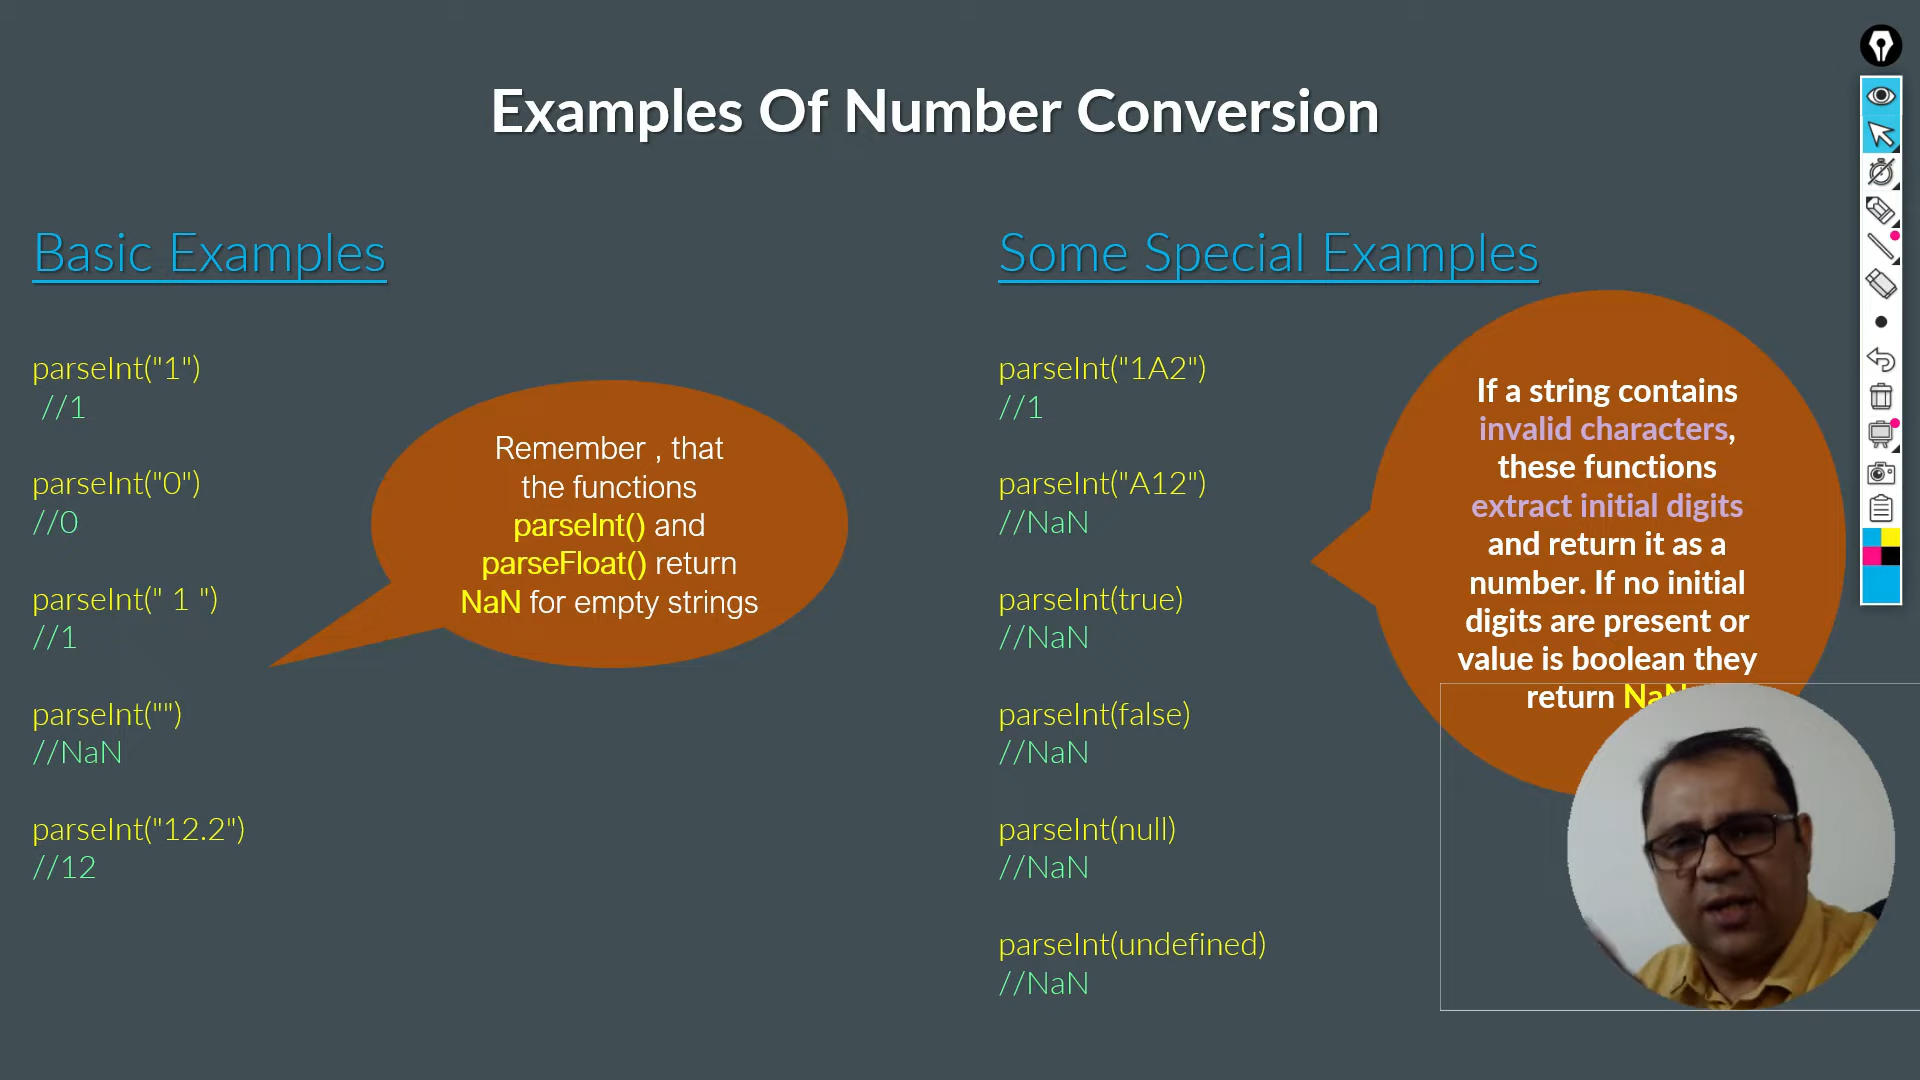 Examples Of Number Conversion
Basic Examples
parseInt("1")
//1
parseInt("0")
//0
parseInt(" 1 ")
//1
parseInt("")
//NaN
parseInt("12.2")
//12
Remember , that
the functions
parseInt() and
parseFloat() return
NaN for empty strings
Some Special Examples
parseInt("1A2")
//1
parseInt("A12")
//NaN
parseInt(true)
//NaN
parseInt(false)
//NaN
parseInt(null)
//NaN
parseInt(undefined)
//NaN
If a string contains
invalid characters,
these functions
extract initial digits
and return it as a
number. If no initial
digits are present or
value is boolean they
return NaN